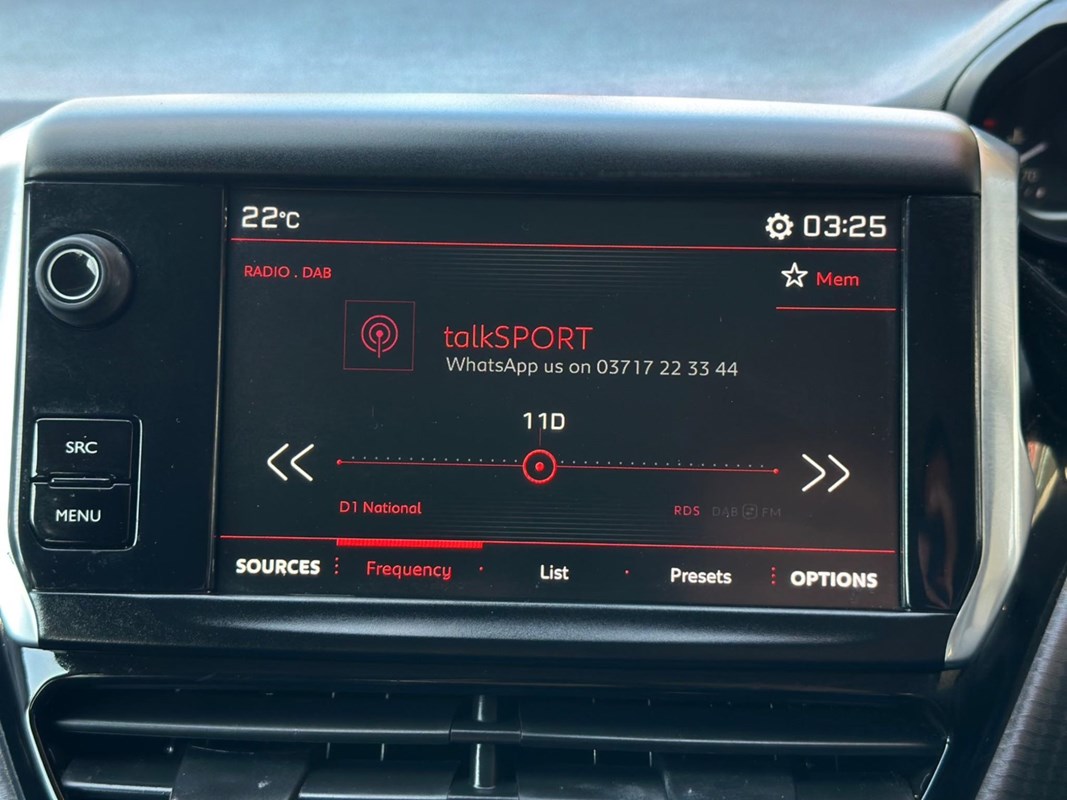 22°C
03:25
RADIO . DAB
Mem
talkSPORT
WhatsApp us on 03717 22 33 44
11D
D1 National
RDS DAB FM
SRC
MENU
SOURCES Frequency List Presets OPTIONS
70